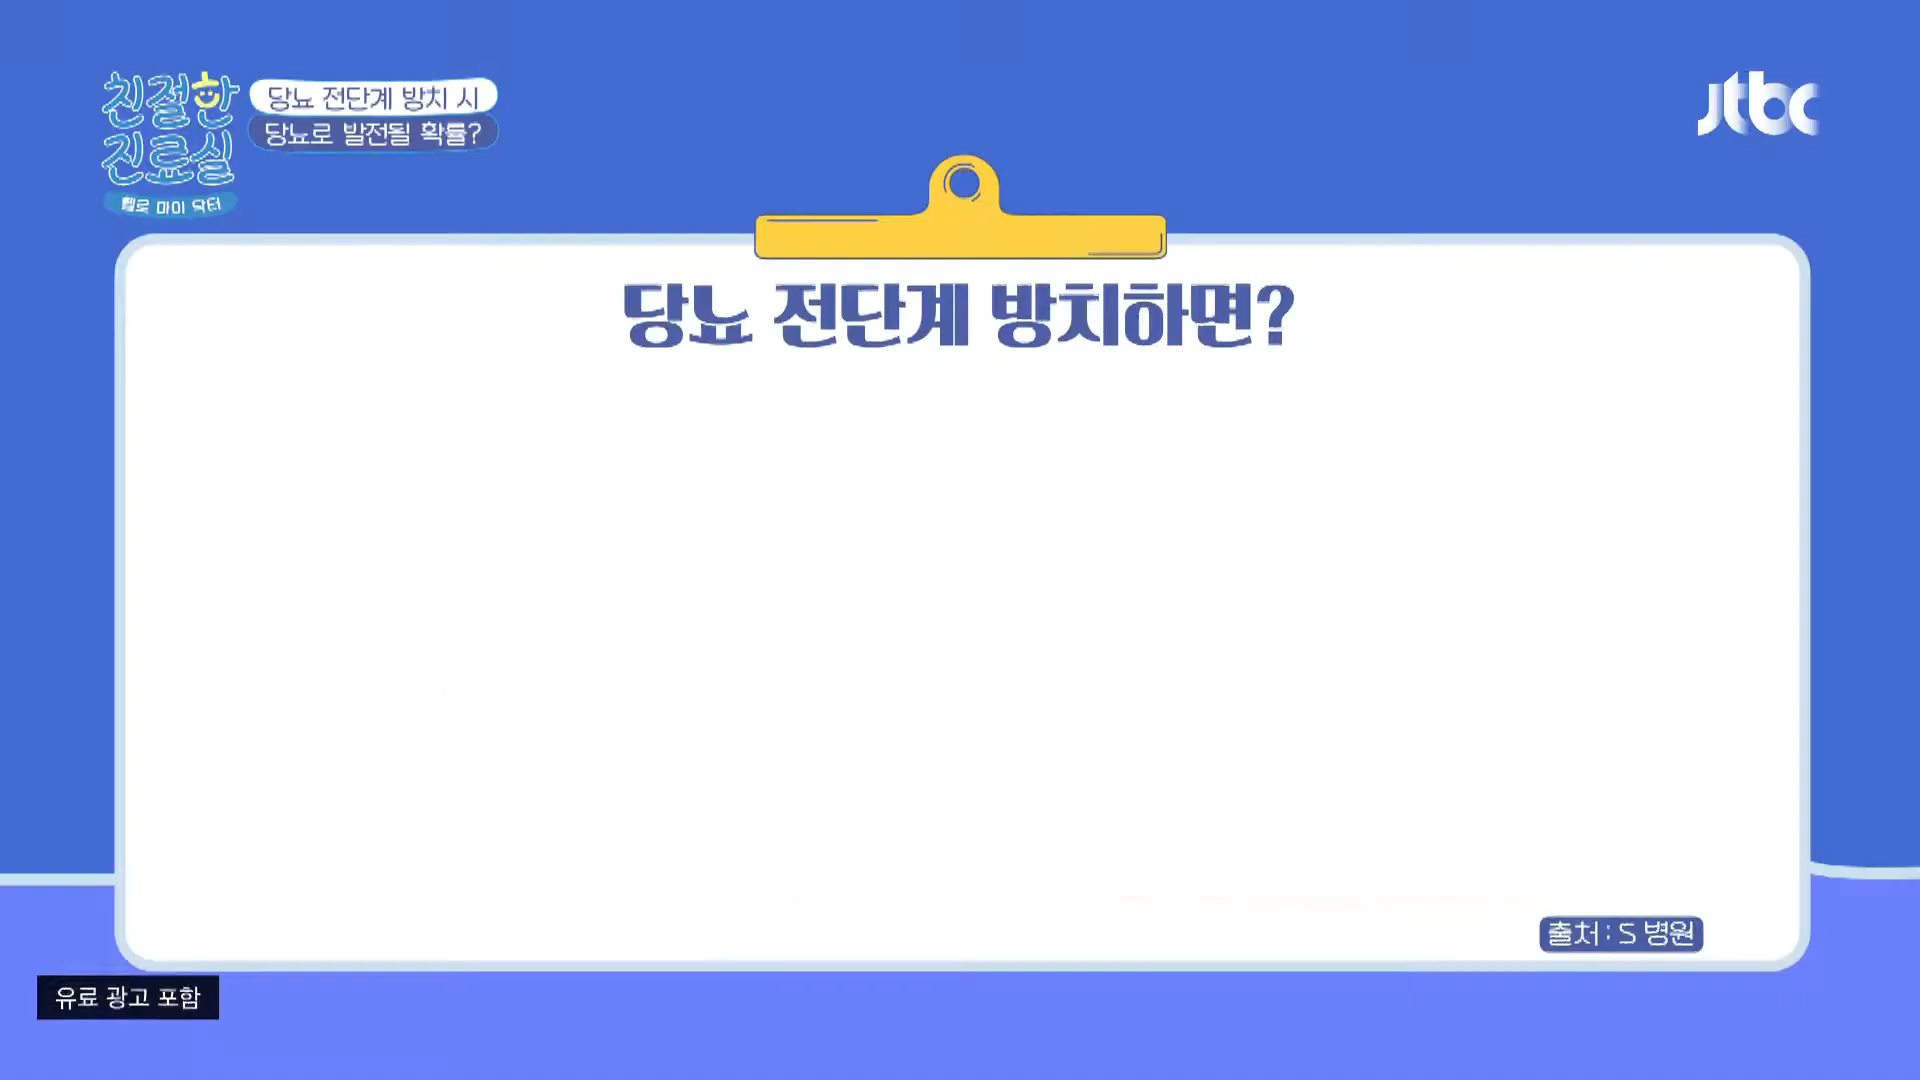 친절한
진료실
헬로 마이 닥터
당뇨 전단계 방치 시
당뇨로 발전될 확률?
jtbc
당뇨 전단계 방치하면?
출처 : S 병원
유료 광고 포함